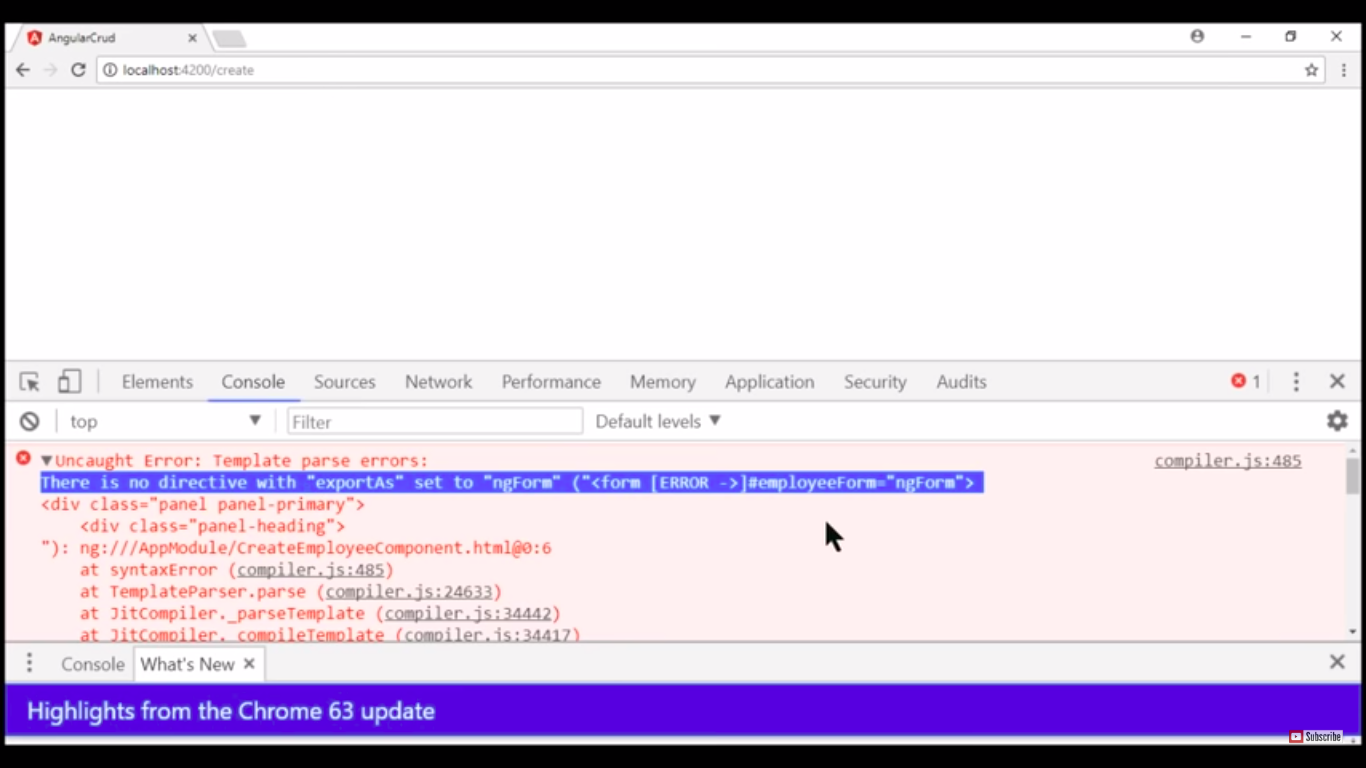 AngularCrud
localhost:4200/create
Elements Console Sources Network Performance Memory Application Security Audits 1
top Filter Default levels
Uncaught Error: Template parse errors: compiler.js:485
There is no directive with "exportAs" set to "ngForm" ("<form [ERROR ->]#employeeForm="ngForm">
<div class="panel panel-primary">
<div class="panel-heading">
"): ng:///AppModule/CreateEmployeeComponent.html@0:6
at syntaxError (compiler.js:485)
at TemplateParser.parse (compiler.js:24633)
at JitCompiler._parseTemplate (compiler.js:34442)
at JitCompiler._compileTemplate (compiler.js:34417)
Console What's New
Highlights from the Chrome 63 update
Subscribe